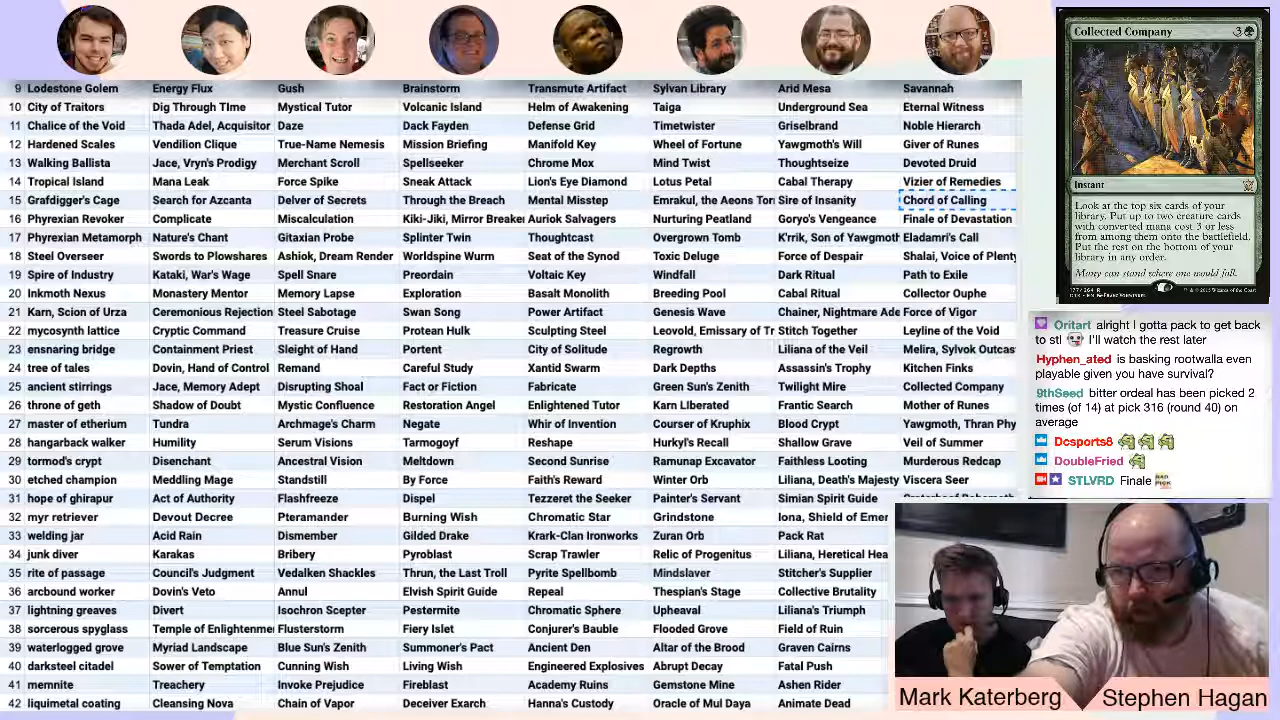 9 Lodestone Golem Energy Flux Gush Brainstorm Transmute Artifact Sylvan Library Arid Mesa Savannah
10 City of Traitors Dig Through TIme Mystical Tutor Volcanic Island Helm of Awakening Taiga Underground Sea Eternal Witness
11 Chalice of the Void Thada Adel, Acquisitor Daze Dack Fayden Defense Grid Timetwister Griselbrand Noble Hierarch
12 Hardened Scales Vendilion Clique True-Name Nemesis Mission Briefing Manifold Key Wheel of Fortune Yawgmoth's Will Giver of Runes
13 Walking Ballista Jace, Vryn's Prodigy Merchant Scroll Spellseeker Chrome Mox Mind Twist Thoughtseize Devoted Druid
14 Tropical Island Mana Leak Force Spike Sneak Attack Lion's Eye Diamond Lotus Petal Cabal Therapy Vizier of Remedies
15 Grafdigger's Cage Search for Azcanta Delver of Secrets Through the Breach Mental Misstep Emrakul, the Aeons Torn Sire of Insanity Chord of Calling
16 Phyrexian Revoker Complicate Miscalculation Kiki-Jiki, Mirror Breaker Auriok Salvagers Nurturing Peatland Goryo's Vengeance Finale of Devastation
17 Phyrexian Metamorph Nature's Chant Gitaxian Probe Splinter Twin Thoughtcast Overgrown Tomb K'rrik, Son of Yawgmoth Eladamri's Call
18 Steel Overseer Swords to Plowshares Ashiok, Dream Render Worldspine Wurm Seat of the Synod Toxic Deluge Force of Despair Shalai, Voice of Plenty
19 Spire of Industry Kataki, War's Wage Spell Snare Preordain Voltaic Key Windfall Dark Ritual Path to Exile
20 Inkmoth Nexus Monastery Mentor Memory Lapse Exploration Basalt Monolith Breeding Pool Cabal Ritual Collector Ouphe
21 Karn, Scion of Urza Ceremonious Rejection Steel Sabotage Swan Song Power Artifact Genesis Wave Chainer, Nightmare Ade Force of Vigor
22 mycosynth lattice Cryptic Command Treasure Cruise Protean Hulk Sculpting Steel Leovold, Emissary of Tr Stitch Together Leyline of the Void
23 ensnaring bridge Containment Priest Sleight of Hand Portent City of Solitude Regrowth Liliana of the Veil Melira, Sylvok Outcas
24 tree of tales Dovin, Hand of Control Remand Careful Study Xantid Swarm Dark Depths Assassin's Trophy Kitchen Finks
25 ancient stirrings Jace, Memory Adept Disrupting Shoal Fact or Fiction Fabricate Green Sun's Zenith Twilight Mire Collected Company
26 throne of geth Shadow of Doubt Mystic Confluence Restoration Angel Enlightened Tutor Karn LIberated Frantic Search Mother of Runes
27 master of etherium Tundra Archmage's Charm Negate Whir of Invention Courser of Kruphix Blood Crypt Yawgmoth, Thran Phy
28 hangarback walker Humility Serum Visions Tarmogoyf Reshape Hurkyl's Recall Shallow Grave Veil of Summer
29 tormod's crypt Disenchant Ancestral Vision Meltdown Second Sunrise Ramunap Excavator Faithless Looting Murderous Redcap
30 etched champion Meddling Mage Standstill By Force Faith's Reward Winter Orb Liliana, Death's Majesty Viscera Seer
31 hope of ghirapur Act of Authority Flashfreeze Dispel Tezzeret the Seeker Painter's Servant Simian Spirit Guide
32 myr retriever Devout Decree Pteramander Burning Wish Chromatic Star Grindstone Iona, Shield of Emer
33 welding jar Acid Rain Dismember Gilded Drake Krark-Clan Ironworks Zuran Orb Pack Rat
34 junk diver Karakas Bribery Pyroblast Scrap Trawler Relic of Progenitus Liliana, Heretical Hea
35 rite of passage Council's Judgment Vedalken Shackles Thrun, the Last Troll Pyrite Spellbomb Mindslaver Stitcher's Supplier
36 arcbound worker Dovin's Veto Annul Elvish Spirit Guide Repeal Thespian's Stage Collective Brutality
37 lightning greaves Divert Isochron Scepter Pestermite Chromatic Sphere Upheaval Liliana's Triumph
38 sorcerous spyglass Temple of Enlightenme Flusterstorm Fiery Islet Conjurer's Bauble Flooded Grove Field of Ruin
39 waterlogged grove Myriad Landscape Blue Sun's Zenith Summoner's Pact Ancient Den Altar of the Brood Graven Cairns
40 darksteel citadel Sower of Temptation Cunning Wish Living Wish Engineered Explosives Abrupt Decay Fatal Push
41 memnite Treachery Invoke Prejudice Fireblast Academy Ruins Gemstone Mine Ashen Rider
42 liquimetal coating Cleansing Nova Chain of Vapor Deceiver Exarch Hanna's Custody Oracle of Mul Daya Animate Dead
Collected Company 3
Instant
Look at the top six cards of your
library. Put up to two creature cards
with converted mana cost 3 or less
from among them onto the battlefield.
Put the rest on the bottom of your
library in any order.
Many can stand where one would fall.
177/264 R
Oritart alright I gotta pack to get back
to stl I'll watch the rest later
Hyphen_ated is basking rootwalla even
playable given you have survival?
9thSeed bitter ordeal has been picked 2
times (of 14) at pick 316 (round 40) on
average
Dcsports8
DoubleFried
STLVRD Finale
Mark Katerberg Stephen Hagan